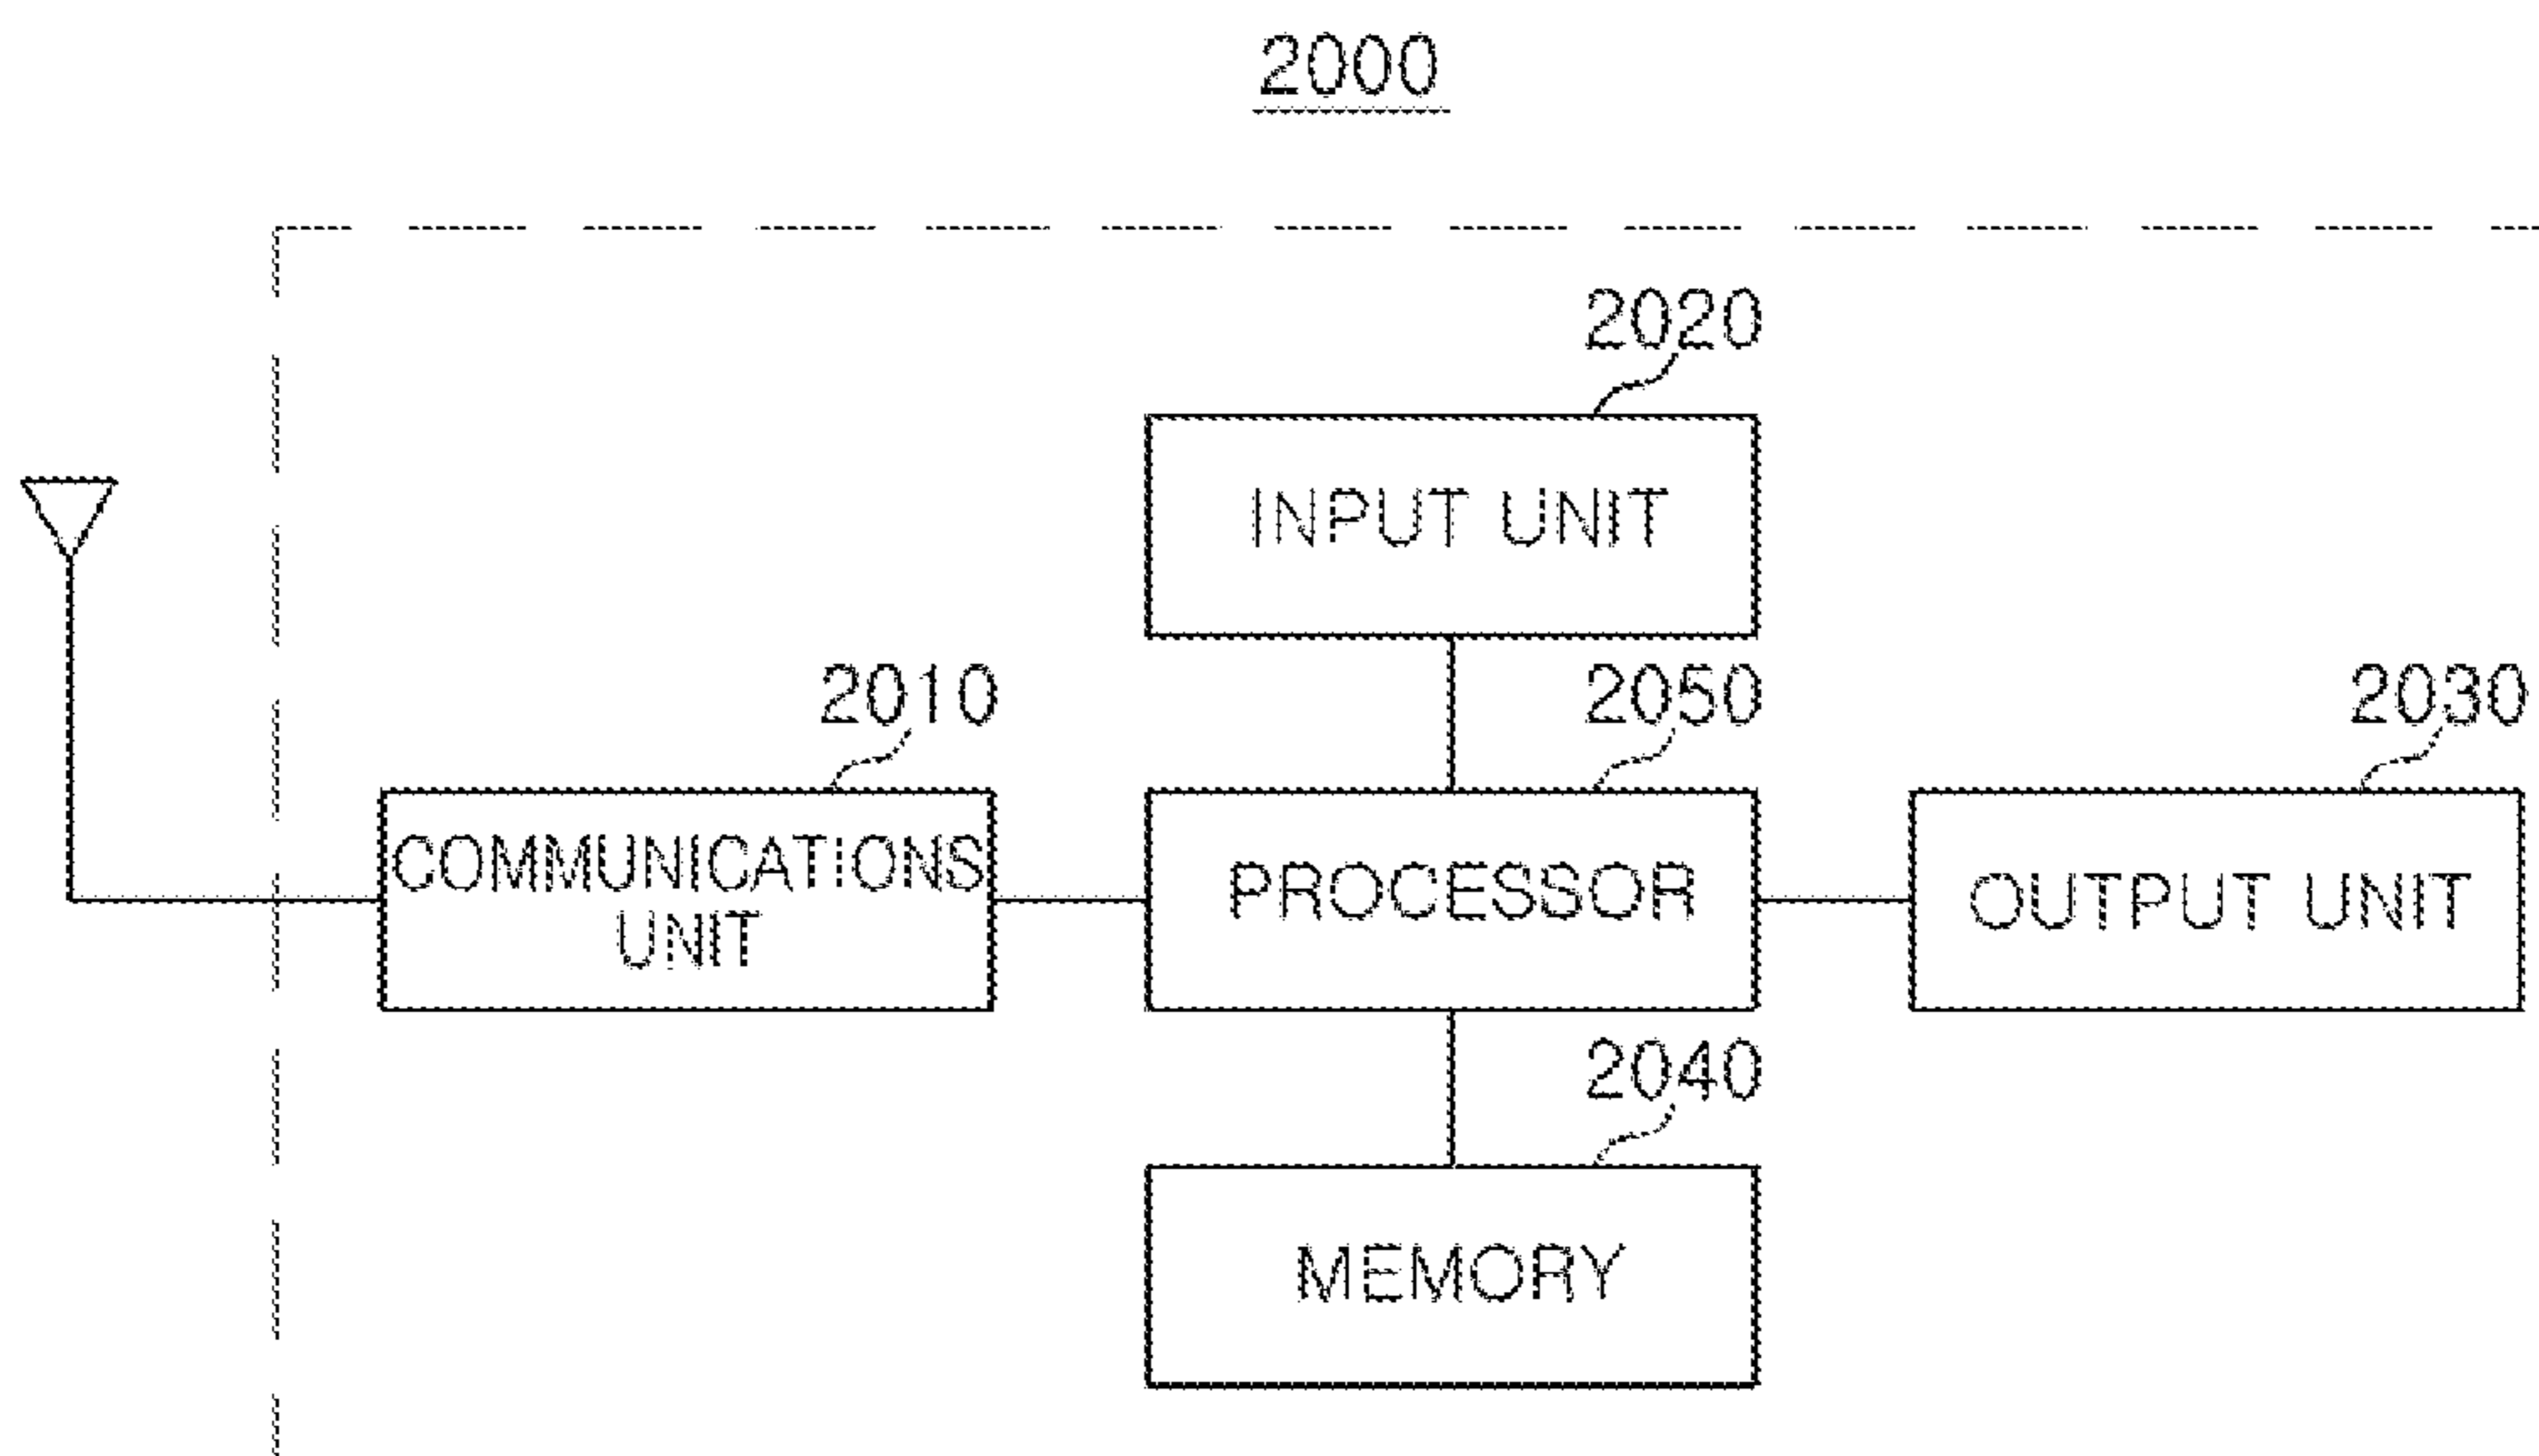 2000
2020
INPUT UNIT
2010
2050
2030
COMMUNICATIONS
UNIT
PROCESSOR
OUTPUT UNIT
2040
MEMORY